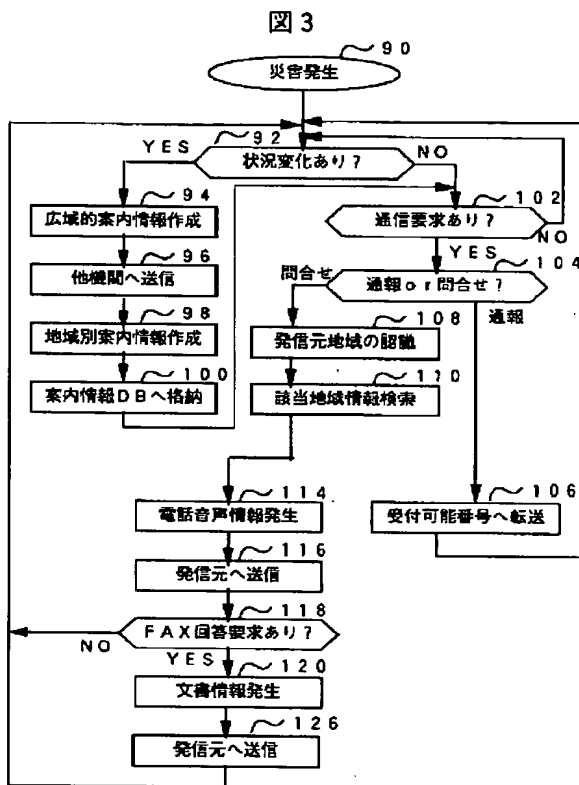 図3
90
災害発生
92
YES
状況変化あり?
NO
94
広域的案内情報作成
102
通信要求あり?
NO
96
他機関へ送信
YES
104
問合せ
通報or問合せ?
通報
98
地域別案内情報作成
108
発信元地域の認識
100
案内情報DBへ格納
110
該当地域情報検索
114
電話音声情報発生
106
受付可能番号へ転送
116
発信元へ送信
118
FAX回答要求あり?
NO
YES
120
文書情報発生
126
発信元へ送信